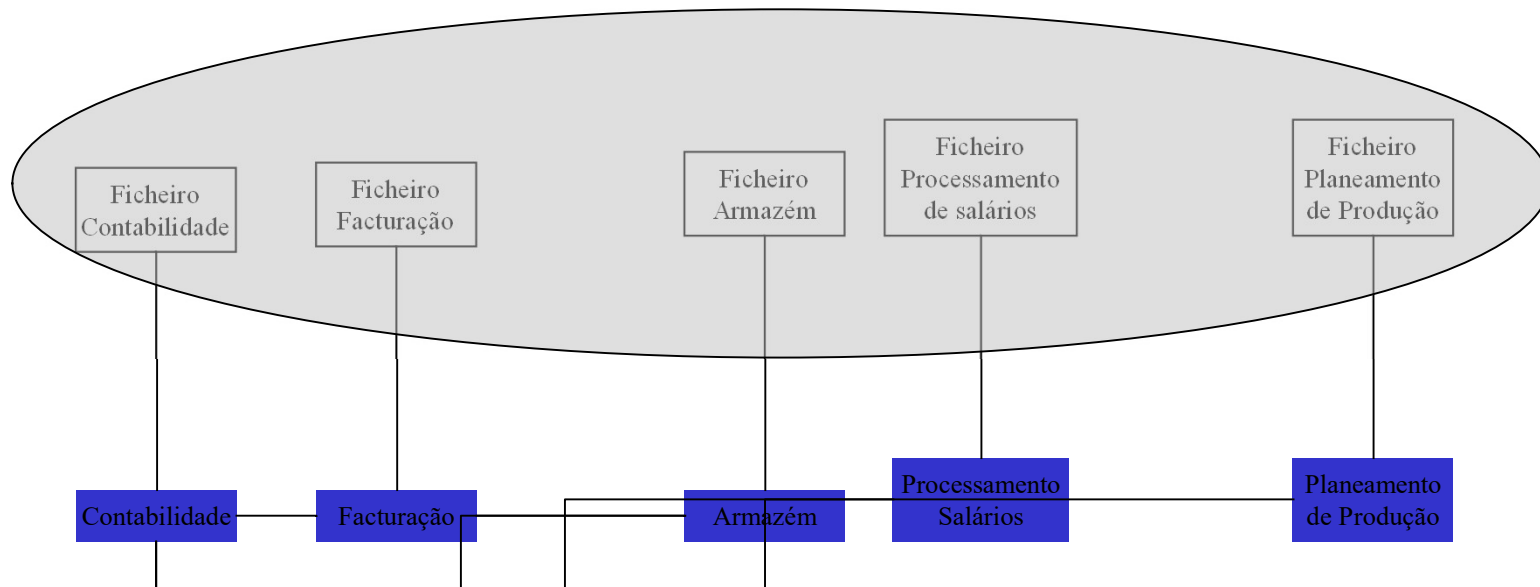 Ficheiro
Contabilidade
Ficheiro
Facturação
Ficheiro
Armazém
Ficheiro
Processamento
de salários
Ficheiro
Planeamento
de Produção
Contabilidade
Facturação
Armazém
Processamento
Salários
Planeamento
de Produção